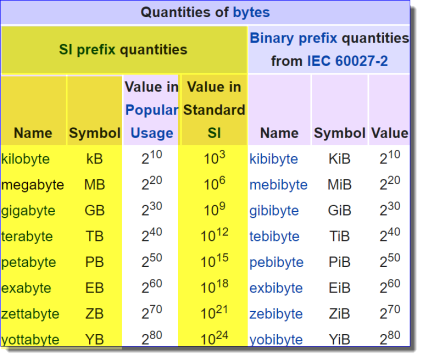 Quantities of bytes
SI prefix quantities Binary prefix quantities
from IEC 60027-2
Name Symbol Value in Popular Usage Value in Standard SI Name Symbol Value
kilobyte kB 2^10 10^3 kibibyte KiB 2^10
megabyte MB 2^20 10^6 mebibyte MiB 2^20
gigabyte GB 2^30 10^9 gibibyte GiB 2^30
terabyte TB 2^40 10^12 tebibyte TiB 2^40
petabyte PB 2^50 10^15 pebibyte PiB 2^50
exabyte EB 2^60 10^18 exbibyte EiB 2^60
zettabyte ZB 2^70 10^21 zebibyte ZiB 2^70
yottabyte YB 2^80 10^24 yobibyte YiB 2^80